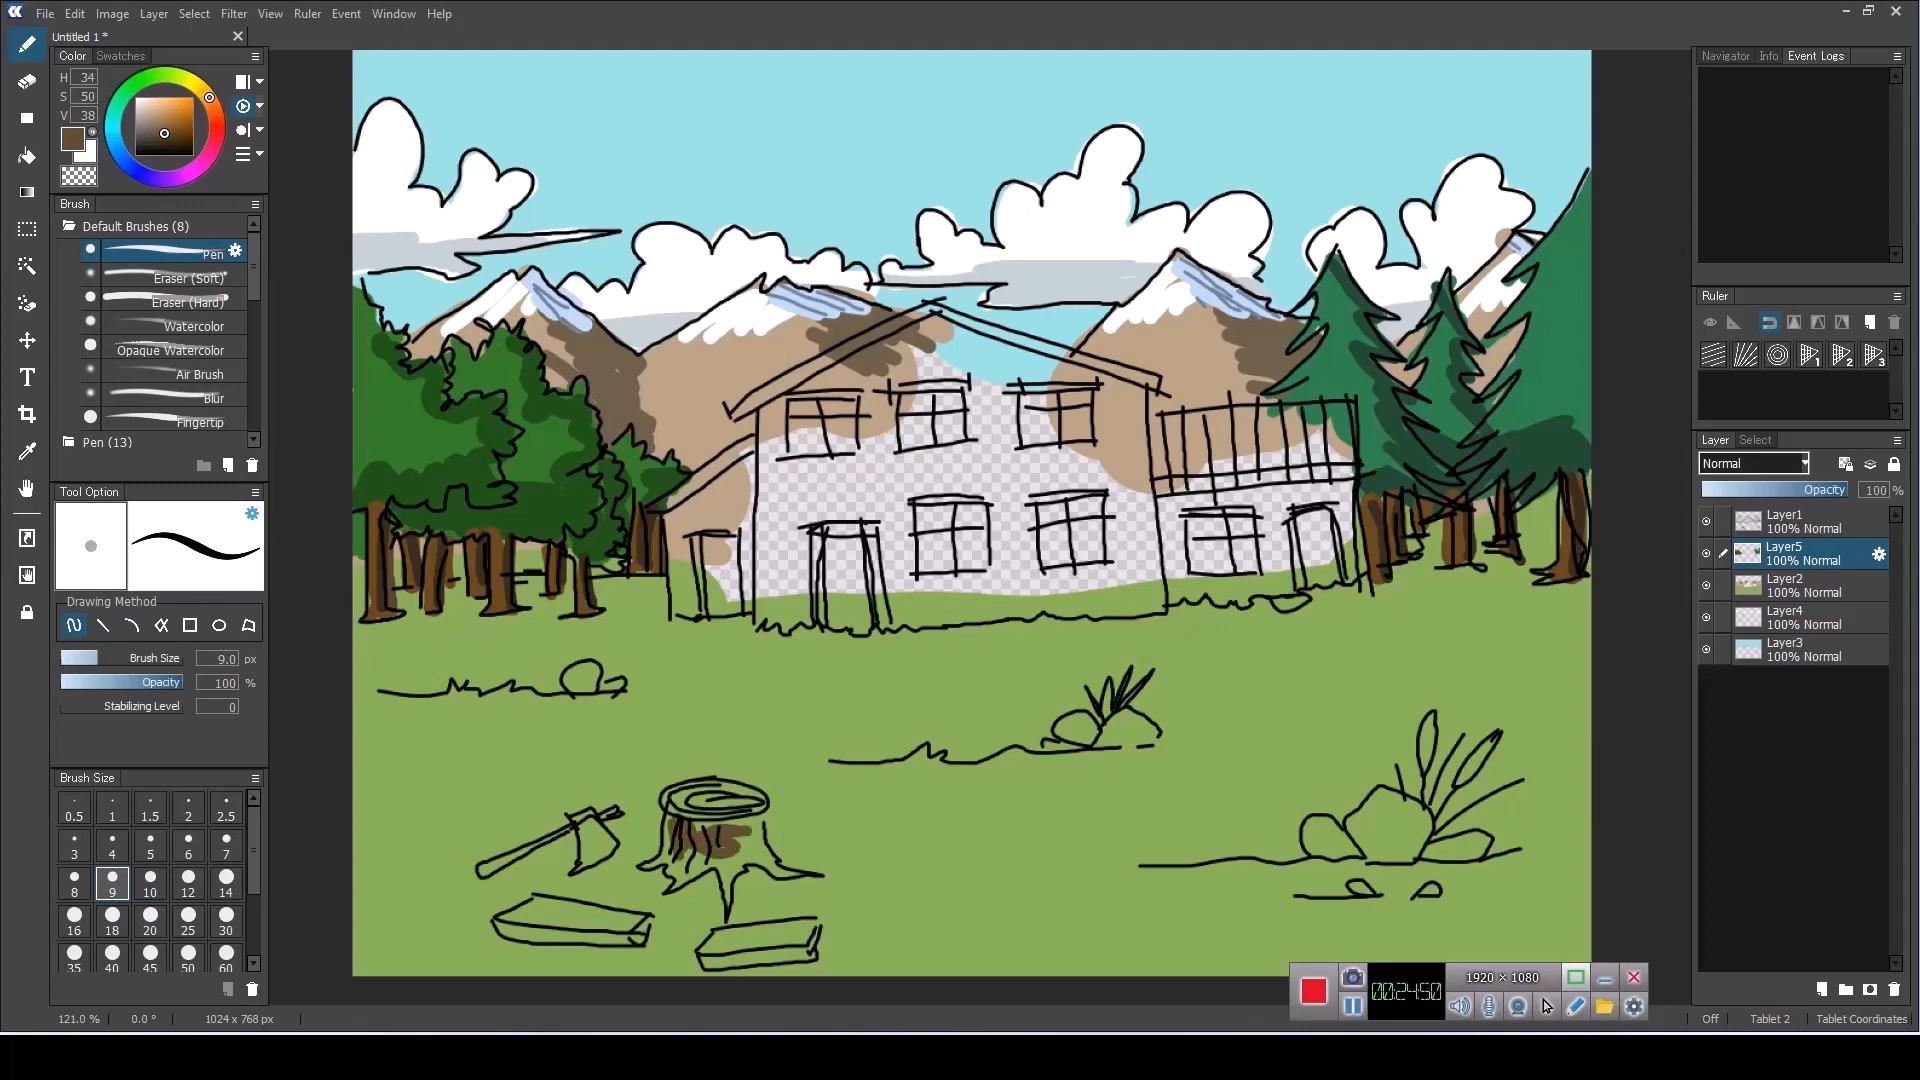 File Edit Image Layer Select Filter View Ruler Event Window Help
Untitled 1 *
Color Swatches
H 34
S 50
V 38
Brush
Default Brushes (8)
Pen
Eraser (Soft)
Eraser (Hard)
Watercolor
Opaque Watercolor
Air Brush
Blur
Fingertip
Pen (13)
Tool Option
Drawing Method
Brush Size 9.0 px
Opacity 100 %
Stabilizing Level 0
Brush Size
0.5 1 1.5 2 2.5
3 4 5 6 7
8 9 10 12 14
16 18 20 25 30
35 40 45 50 60
121.0 % 0.0 ° 1024 x 768 px
Navigator Info Event Logs
Ruler
1 2 3
Layer Select
Normal
Opacity 100 %
Layer1
100% Normal
Layer5
100% Normal
Layer2
100% Normal
Layer4
100% Normal
Layer3
100% Normal
1920 × 1080
00:24:50
Off Tablet 2 Tablet Coordinates